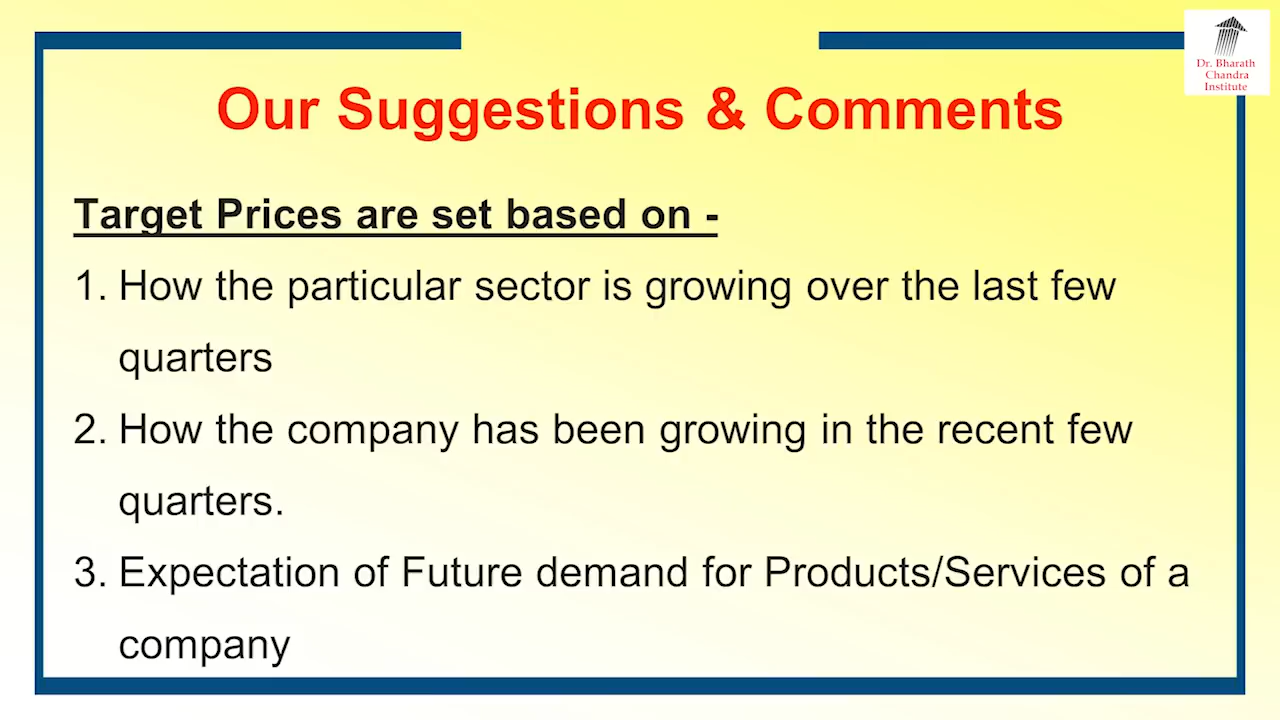 Dr. Bharath
Chandra
Institute
Our Suggestions & Comments
Target Prices are set based on -
1. How the particular sector is growing over the last few
quarters
2. How the company has been growing in the recent few
quarters.
3. Expectation of Future demand for Products/Services of a
company